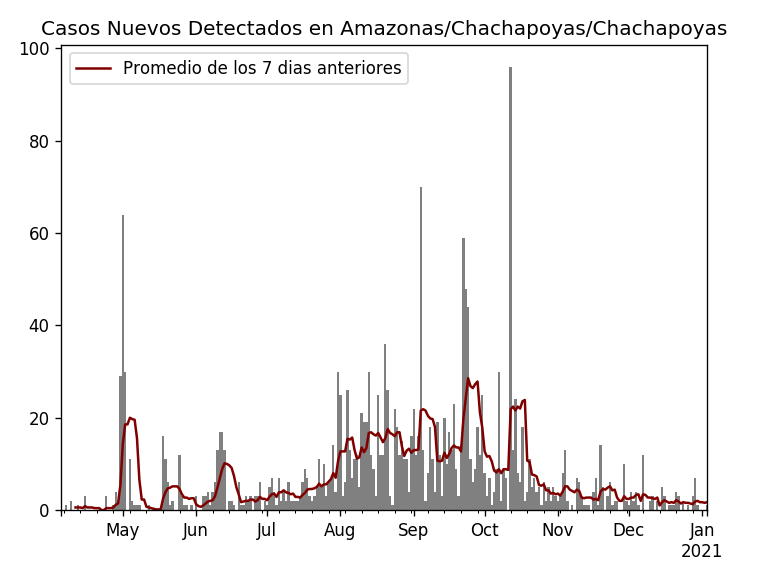 Casos Nuevos Detectados en Amazonas/Chachapoyas/Chachapoyas
Promedio de los 7 dias anteriores
100
80
60
40
20
0
May Jun Jul Aug Sep Oct Nov Dec Jan
2021